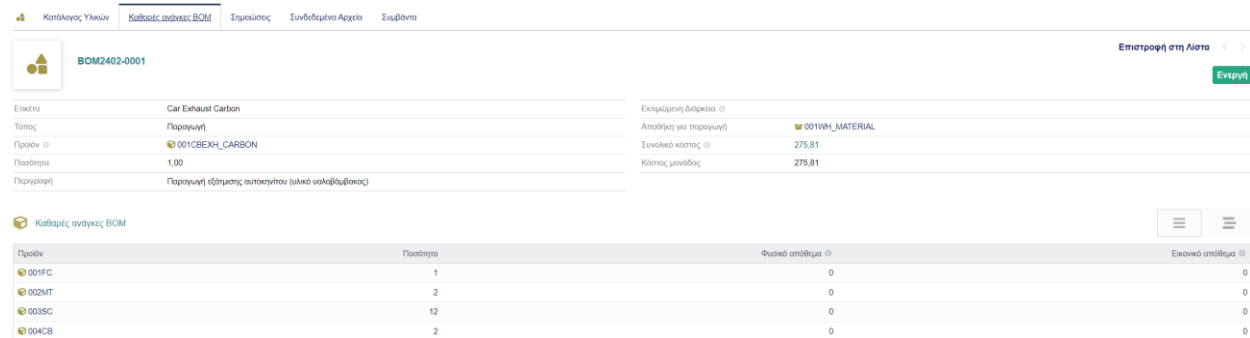 Κατάλογος Υλικών Καθαρές ανάγκες BOM Σημειώσεις Συνδεδεμένα Αρχεία Συμβάντα
Επιστροφή στη Λίστα
BOM2402-0001
Ενεργή
Ετικέτα Car Exhaust Carbon Εκτιμώμενη Διάρκεια
Τύπος Παραγωγή Αποθήκη για παραγωγή 001WH_MATERIAL
Προϊόν 001CBEXH_CARBON Συνολικό κόστος 275,81
Ποσότητα 1,00 Κόστος μονάδας 275,81
Περιγραφή Παραγωγή εξάτμισης αυτοκηνίτου (υλικό υαλοβάμβακας)
Καθαρές ανάγκες BOM
Προϊόν Ποσότητα Φυσικό απόθεμα Εικονικό απόθεμα
001FC 1 0 0
002MT 2 0 0
003SC 12 0 0
004CB 2 0 0